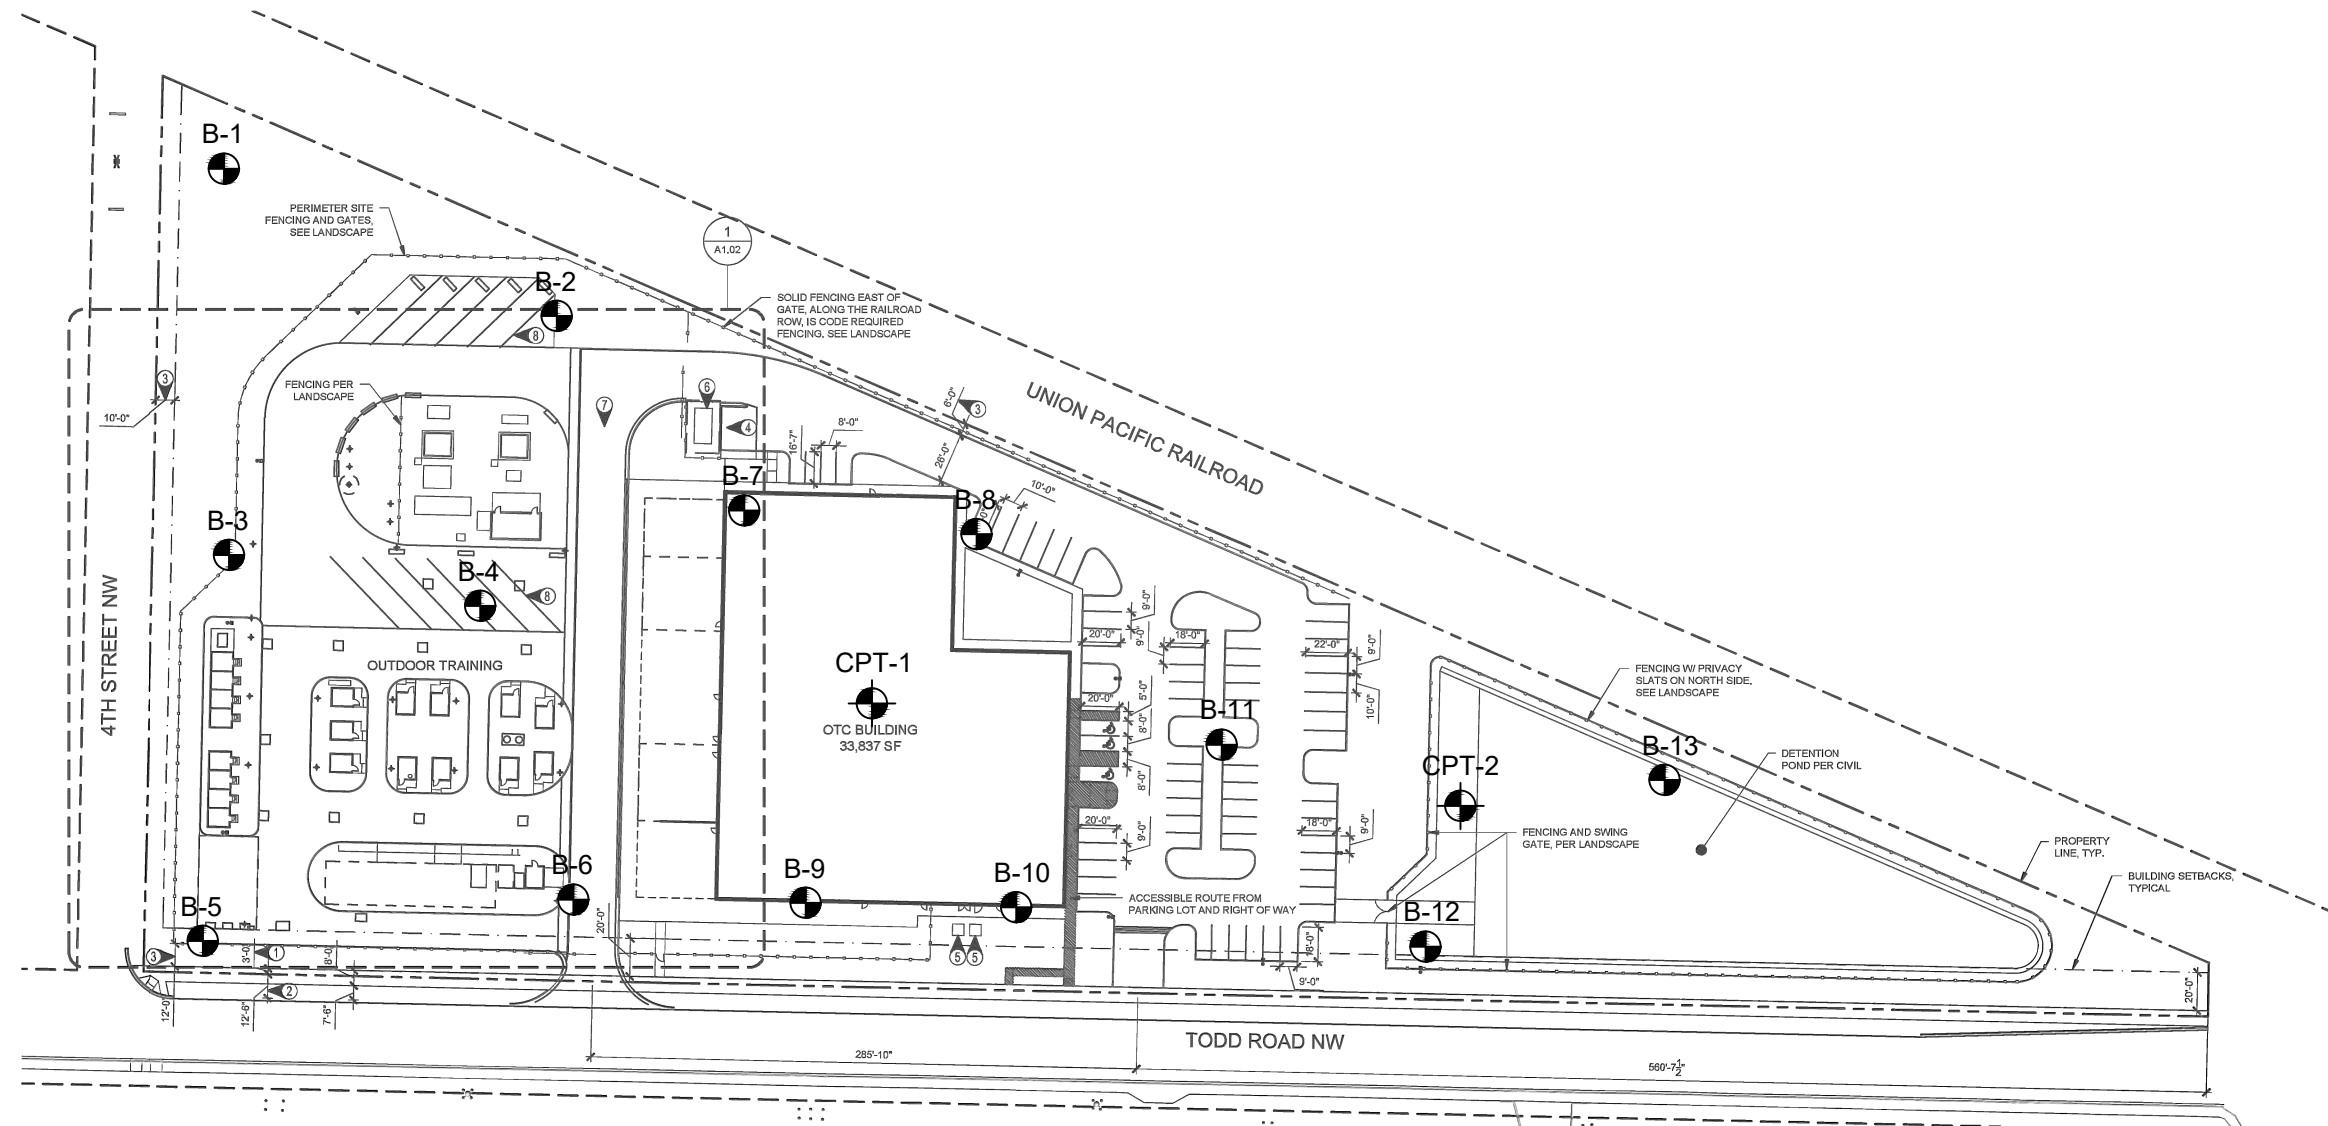 B-1
PERIMETER SITE
FENCING AND GATES,
SEE LANDSCAPE
1
A1.02
B-2
SOLID FENCING EAST OF
GATE, ALONG THE RAILROAD
ROW, IS CODE REQUIRED
FENCING. SEE LANDSCAPE
8
3
10'-0"
FENCING PER
LANDSCAPE
7
6
4
16'-7"
8'-0"
6'-0"
3
26'-0"
UNION PACIFIC RAILROAD
B-7
B-8
10'-0"
B-3
B-4
8
4TH STREET NW
OUTDOOR TRAINING
CPT-1
OTC BUILDING
33,837 SF
9'-0"
20'-0"
9'-0"
18'-0"
22'-0"
9'-0"
10'-0"
20'-0"
5'-0"
8'-0"
8'-0"
B-11
FENCING W/ PRIVACY
SLATS ON NORTH SIDE,
SEE LANDSCAPE
B-13
CPT-2
DETENTION
POND PER CIVIL
20'-0"
9'-0"
18'-0"
9'-0"
FENCING AND SWING
GATE, PER LANDSCAPE
PROPERTY
LINE, TYP.
BUILDING SETBACKS,
TYPICAL
B-6
B-9
B-10
ACCESSIBLE ROUTE FROM
PARKING LOT AND RIGHT OF WAY
B-12
B-5
20'-0"
3
3'-0"
1
8'-0"
5
5
9'-0"
2
12'-0"
12'-6"
7'-6"
20'-0"
TODD ROAD NW
285'-10"
560'-7 1/2"